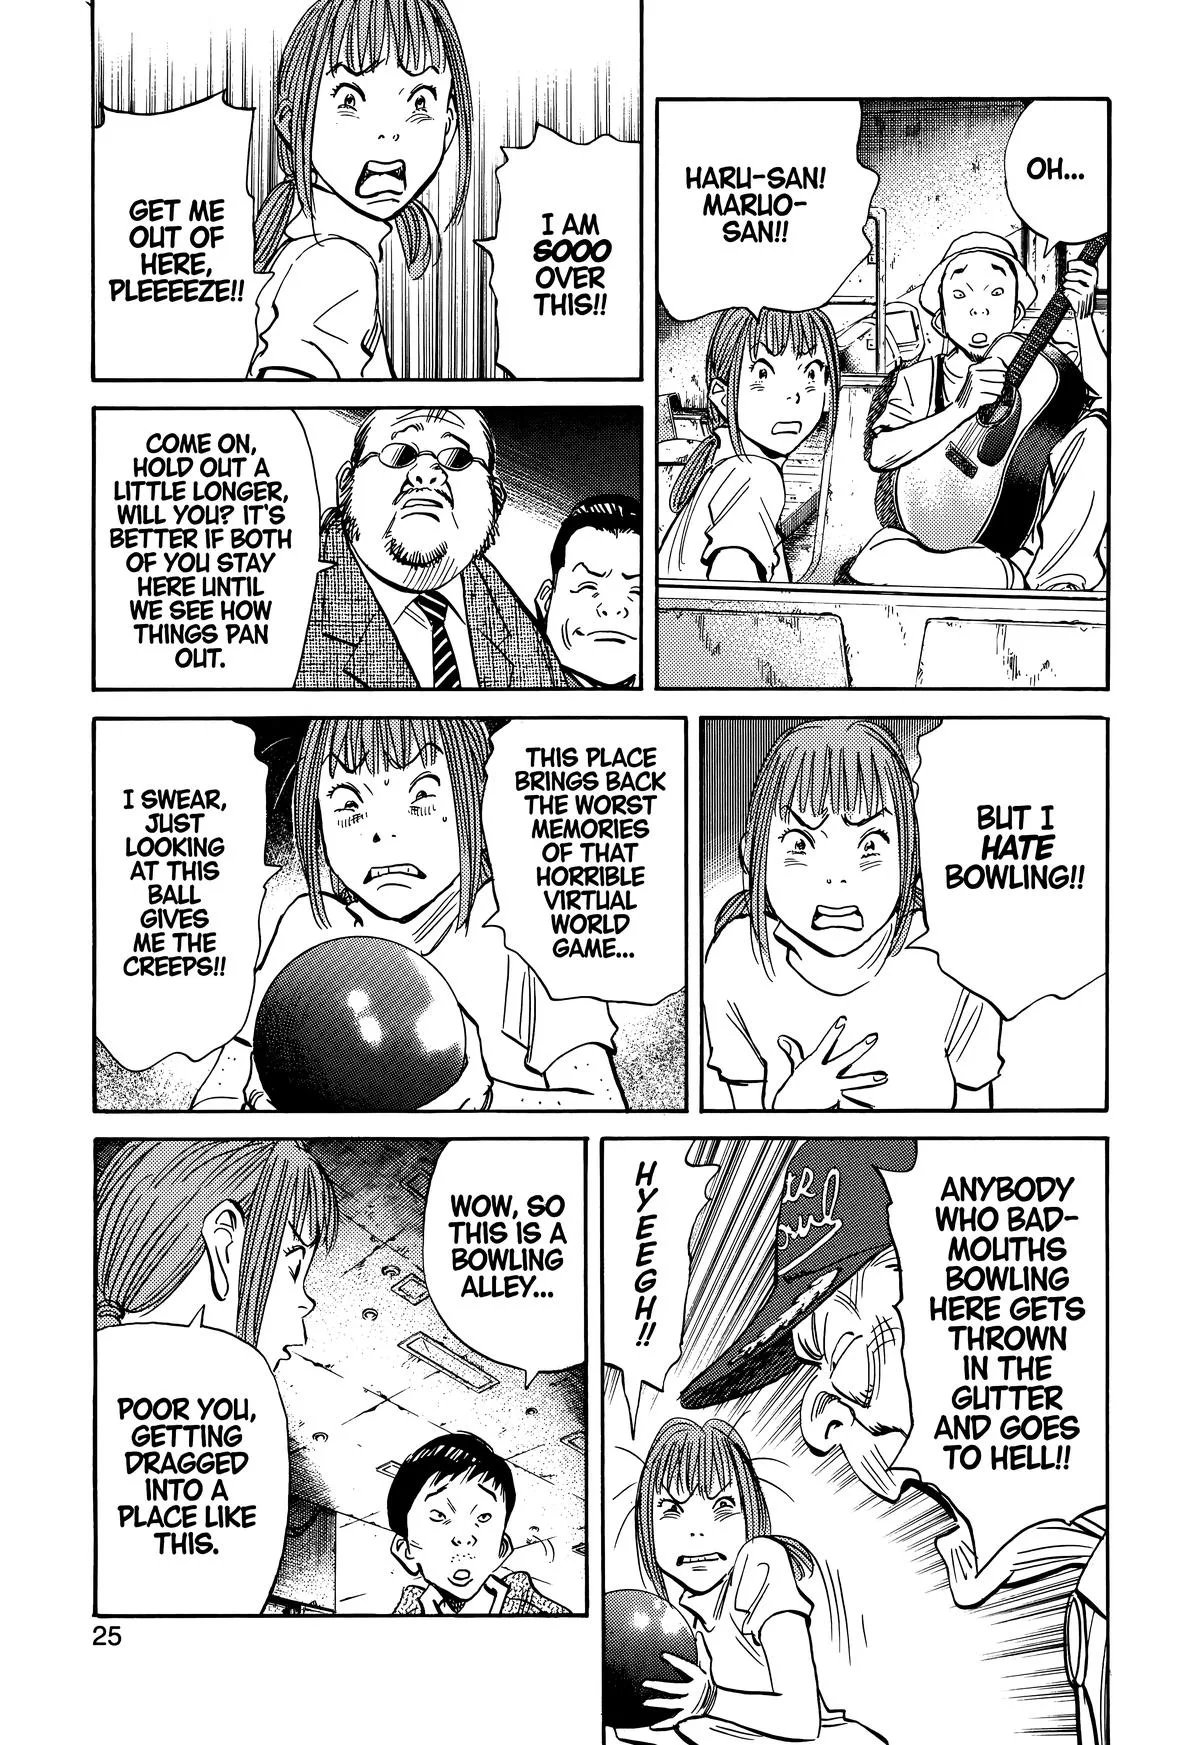 OH...
HARU-SAN!
MARUO-
SAN!!
I AM
SOOO
OVER
THIS!!
GET ME
OUT OF
HERE,
PLEEEEZE!!
COME ON,
HOLD OUT A
LITTLE LONGER,
WILL YOU? IT'S
BETTER IF BOTH
OF YOU STAY
HERE UNTIL
WE SEE HOW
THINGS PAN
OUT.
BUT I
HATE
BOWLING!!
THIS PLACE
BRINGS BACK
THE WORST
MEMORIES
OF THAT
HORRIBLE
VIRTUAL
WORLD
GAME...
I SWEAR,
JUST
LOOKING
AT THIS
BALL
GIVES
ME THE
CREEPS!!
ANYBODY
WHO BAD-
MOUTHS
BOWLING
HERE GETS
THROWN
IN THE
GUTTER
AND GOES
TO HELL!!
HYEEGH!!
WOW, SO
THIS IS A
BOWLING
ALLEY...
POOR YOU,
GETTING
DRAGGED
INTO A
PLACE LIKE
THIS.
25